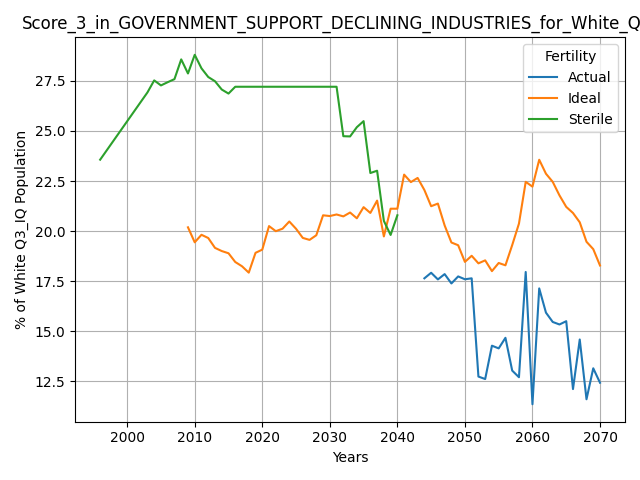 Score_3_in_GOVERNMENT_SUPPORT_DECLINING_INDUSTRIES_for_White_Q
Fertility
Actual
Ideal
Sterile
% of White Q3_IQ Population
27.5
25.0
22.5
20.0
17.5
15.0
12.5
2000 2010 2020 2030 2040 2050 2060 2070
Years